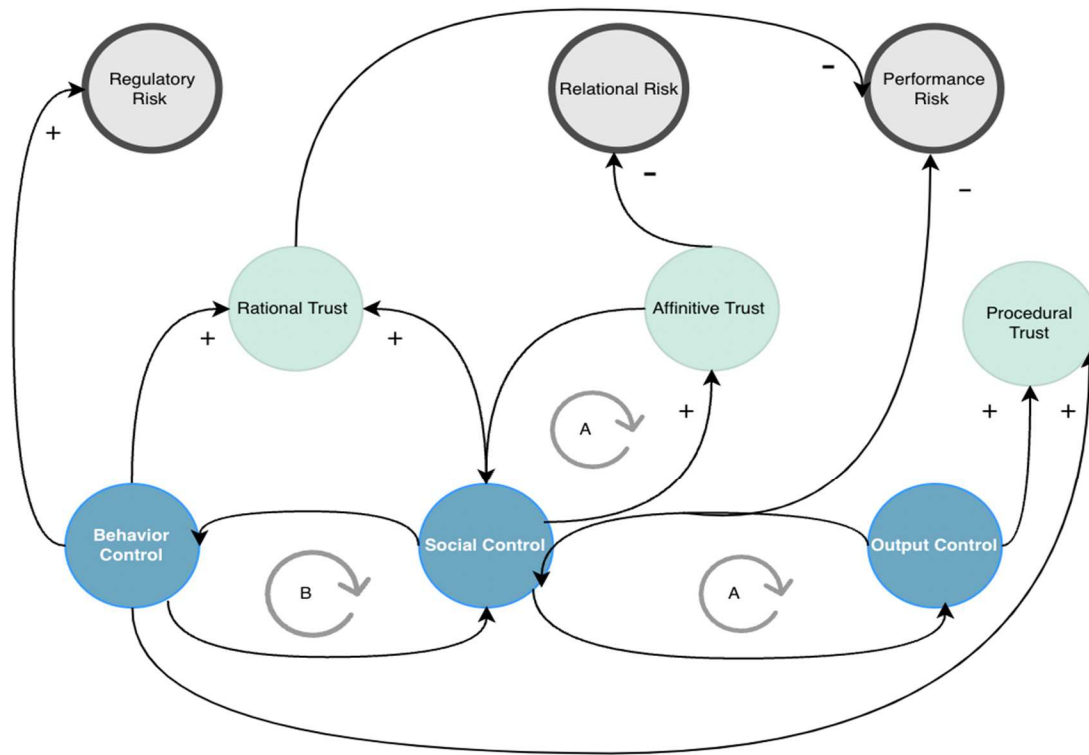 Regulatory
Risk
Relational Risk
Performance
Risk
-
+
-
-
Rational Trust
Affinitive Trust
Procedural
Trust
+
+
+
+
+
A
Behavior
Control
Social Control
Output Control
B
A